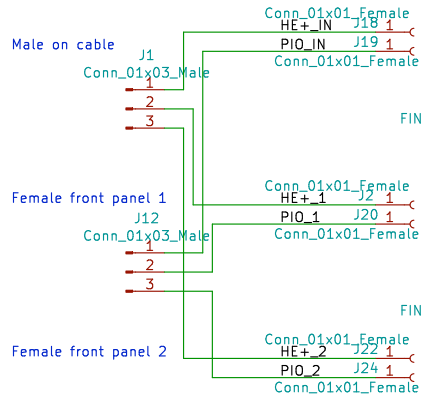 Conn_01x01_Female
HE+_IN J18 1
Male on cable
PIO_IN J19 1
J1
Conn_01x01_Female
Conn_01x03_Male
1
2
3
FIN
Conn_01x01_Female
Female front panel 1
HE+_1 J2 1
J12
PIO_1 J20 1
Conn_01x03_Male
Conn_01x01_Female
1
2
3
FIN
Conn_01x01_Female
Female front panel 2
HE+_2 J22 1
PIO_2 J24 1
Conn_01x01_Female